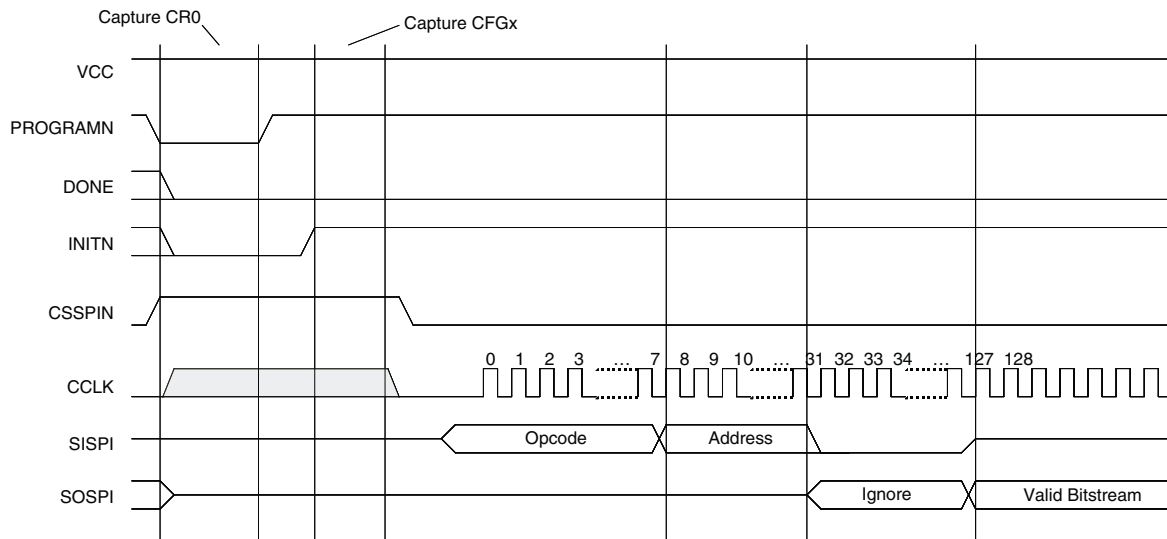 Capture CR0
Capture CFGx
VCC
PROGRAMN
DONE
INITN
CSSPIN
0 1 2 3 ... 7 8 9 10 ... 31 32 33 34 ... 127 128
CCLK
SISPI Opcode Address
SOSPI Ignore Valid Bitstream